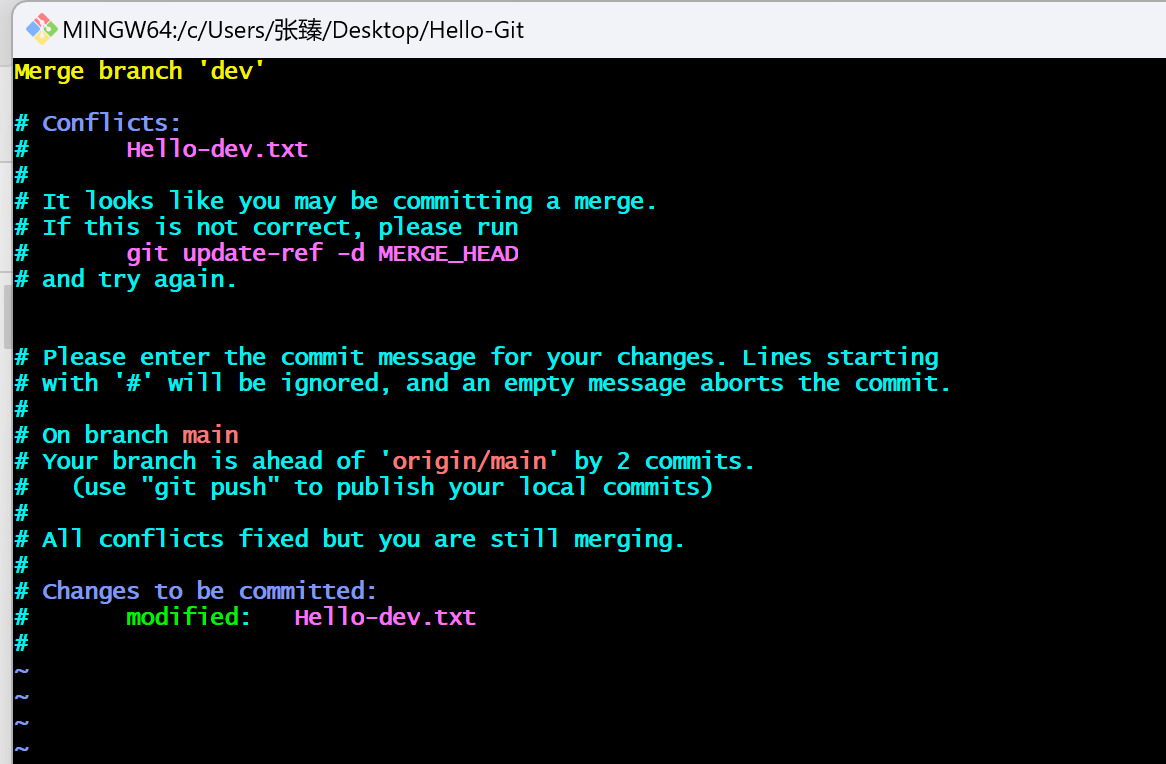 MINGW64:/c/Users/张臻/Desktop/Hello-Git
Merge branch 'dev'
# Conflicts:
#       Hello-dev.txt
#
# It looks like you may be committing a merge.
# If this is not correct, please run
#       git update-ref -d MERGE_HEAD
# and try again.
# Please enter the commit message for your changes. Lines starting
# with '#' will be ignored, and an empty message aborts the commit.
#
# On branch main
# Your branch is ahead of 'origin/main' by 2 commits.
#   (use "git push" to publish your local commits)
#
# All conflicts fixed but you are still merging.
#
# Changes to be committed:
#       modified:   Hello-dev.txt
#
~
~
~
~